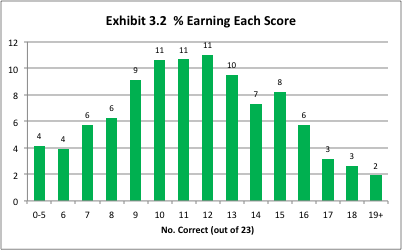 Exhibit 3.2 % Earning Each Score
12
10
8
6
4
2
0
4 4 6 6 9 11 11 11 10 7 8 6 3 3 2
0-5 6 7 8 9 10 11 12 13 14 15 16 17 18 19+
No. Correct (out of 23)